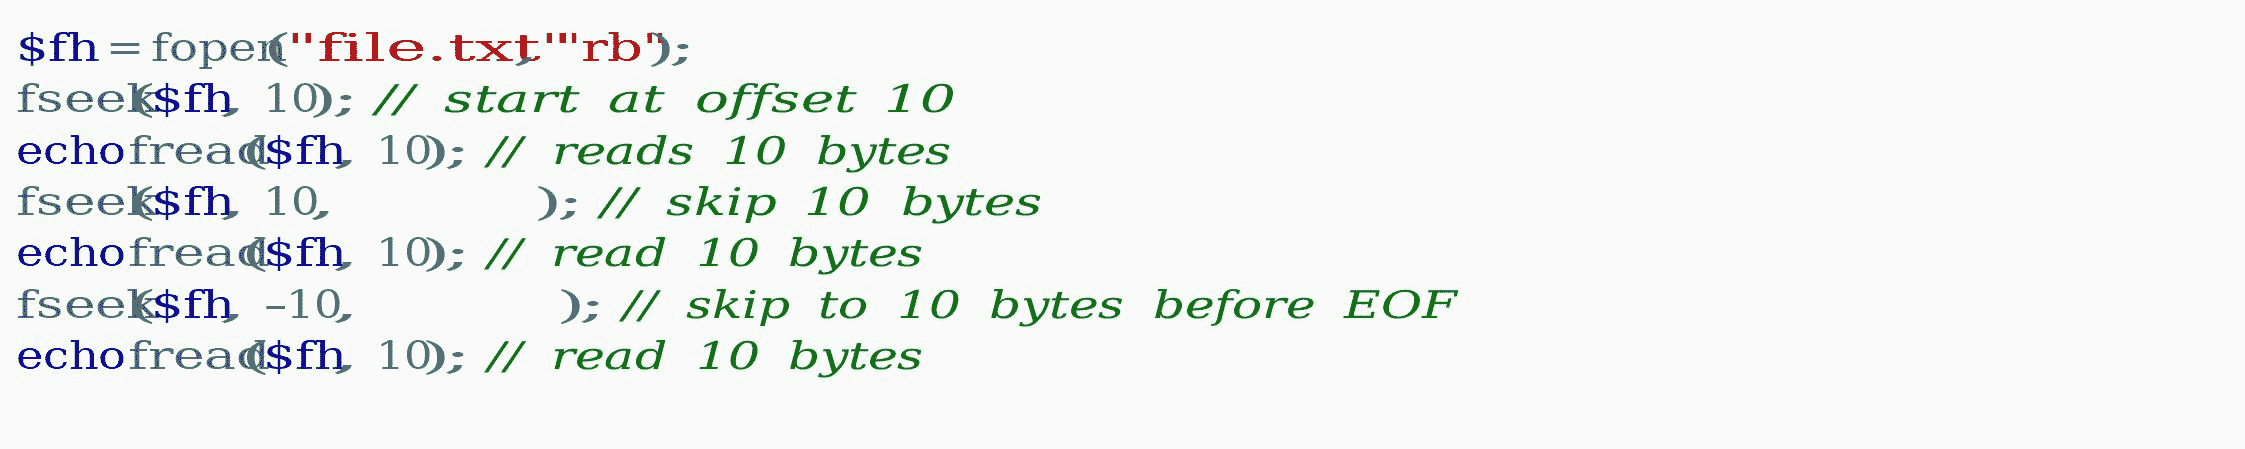 $fh = fopen("file.txt", "rb");
fseek($fh, 10); // start at offset 10
echo fread($fh, 10); // reads 10 bytes
fseek($fh, 10, ); // skip 10 bytes
echo fread($fh, 10); // read 10 bytes
fseek($fh, –10, ); // skip to 10 bytes before EOF
echo fread($fh, 10); // read 10 bytes